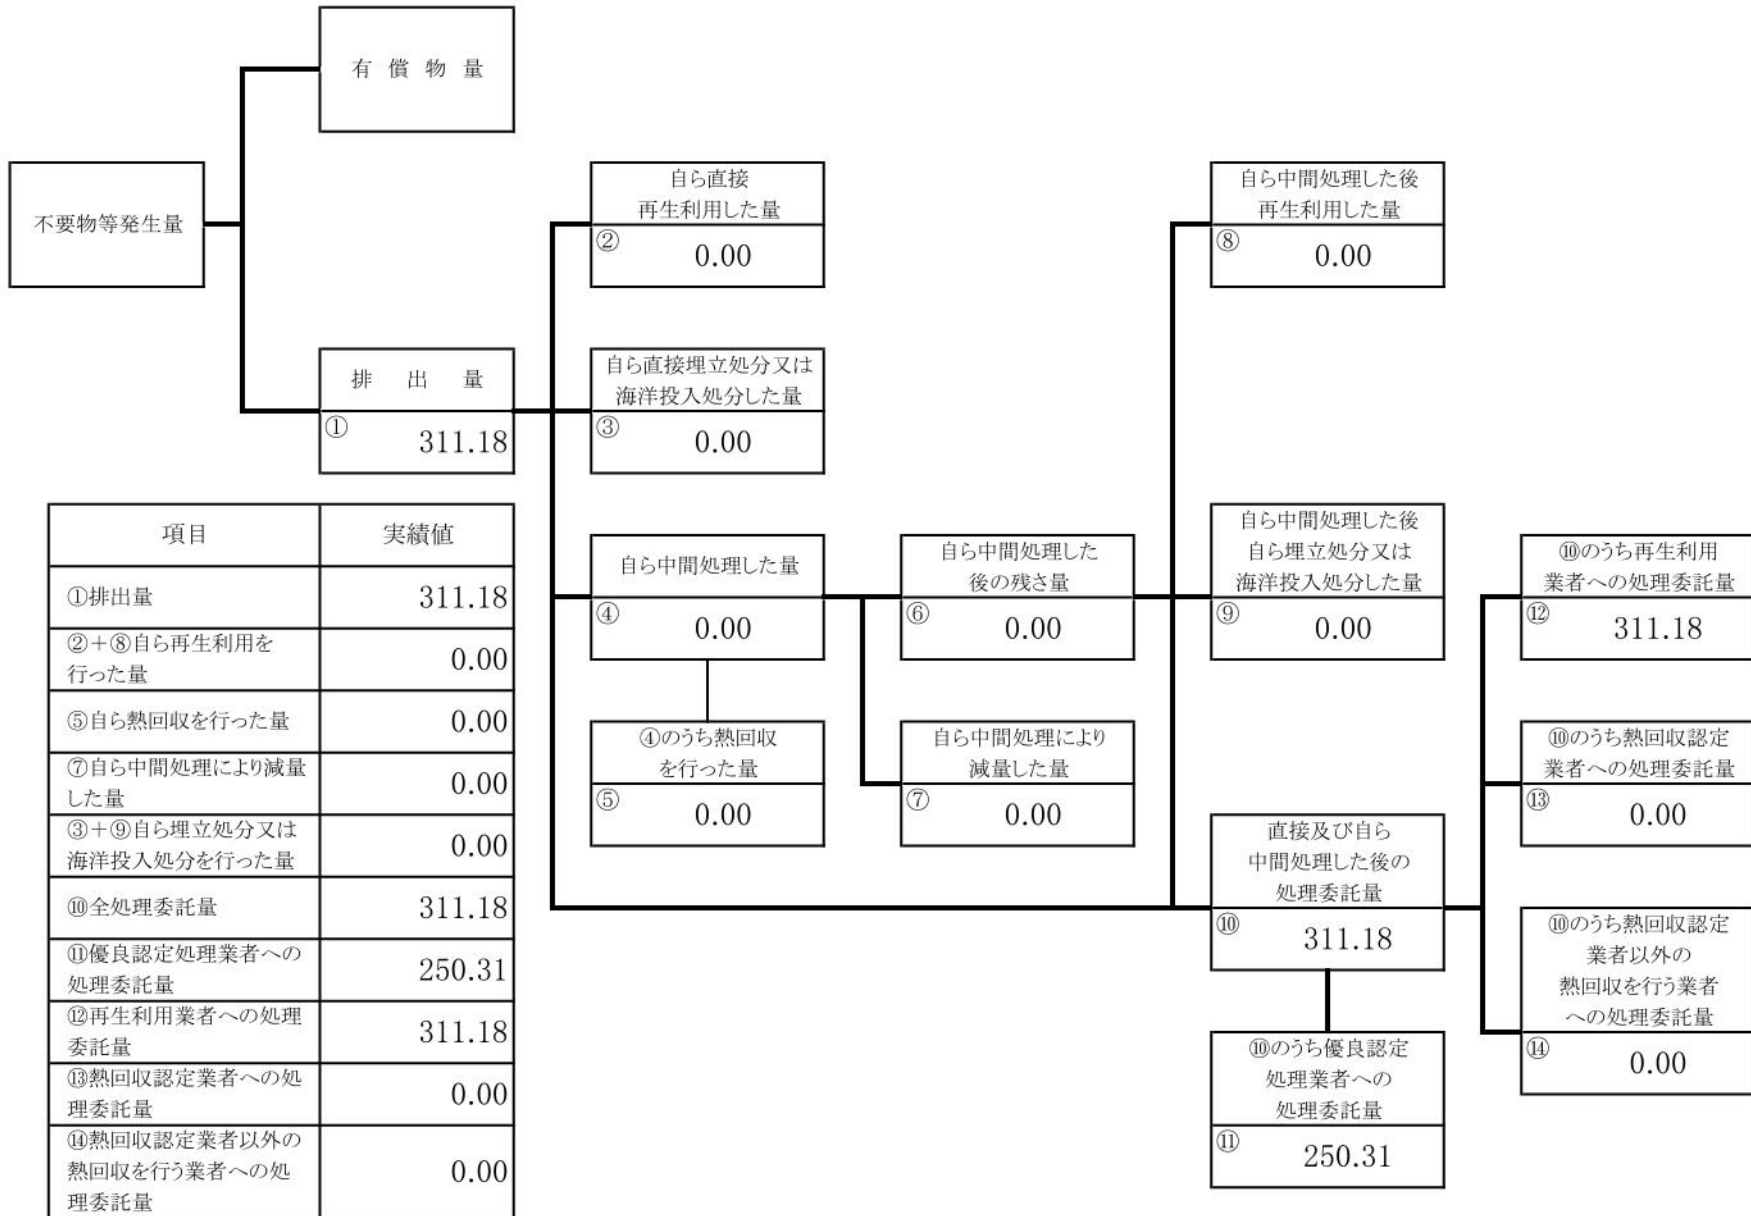 有償物量
不要物等発生量
排出量
①
311.18
自ら直接
再生利用した量
②
0.00
自ら直接埋立処分又は
海洋投入処分した量
③
0.00
自ら中間処理した量
④
0.00
④のうち熱回収
を行った量
⑤
0.00
自ら中間処理した
後の残さ量
⑥
0.00
自ら中間処理により
減量した量
⑦
0.00
自ら中間処理した後
再生利用した量
⑧
0.00
自ら中間処理した後
自ら埋立処分又は
海洋投入処分した量
⑨
0.00
直接及び自ら
中間処理した後の
処理委託量
⑩
311.18
⑩のうち優良認定
処理業者への
処理委託量
⑪
250.31
⑩のうち再生利用
業者への処理委託量
⑫
311.18
⑩のうち熱回収認定
業者への処理委託量
⑬
0.00
⑩のうち熱回収認定
業者以外の
熱回収を行う業者
への処理委託量
⑭
0.00
項目 実績値
①排出量 311.18
②+⑧自ら再生利用を
行った量 0.00
⑤自ら熱回収を行った量 0.00
⑦自ら中間処理により減量
した量 0.00
③+⑨自ら埋立処分又は
海洋投入処分を行った量 0.00
⑩全処理委託量 311.18
⑪優良認定処理業者への
処理委託量 250.31
⑫再生利用業者への処理
委託量 311.18
⑬熱回収認定業者への処
理委託量 0.00
⑭熱回収認定業者以外の
熱回収を行う業者への処
理委託量 0.00